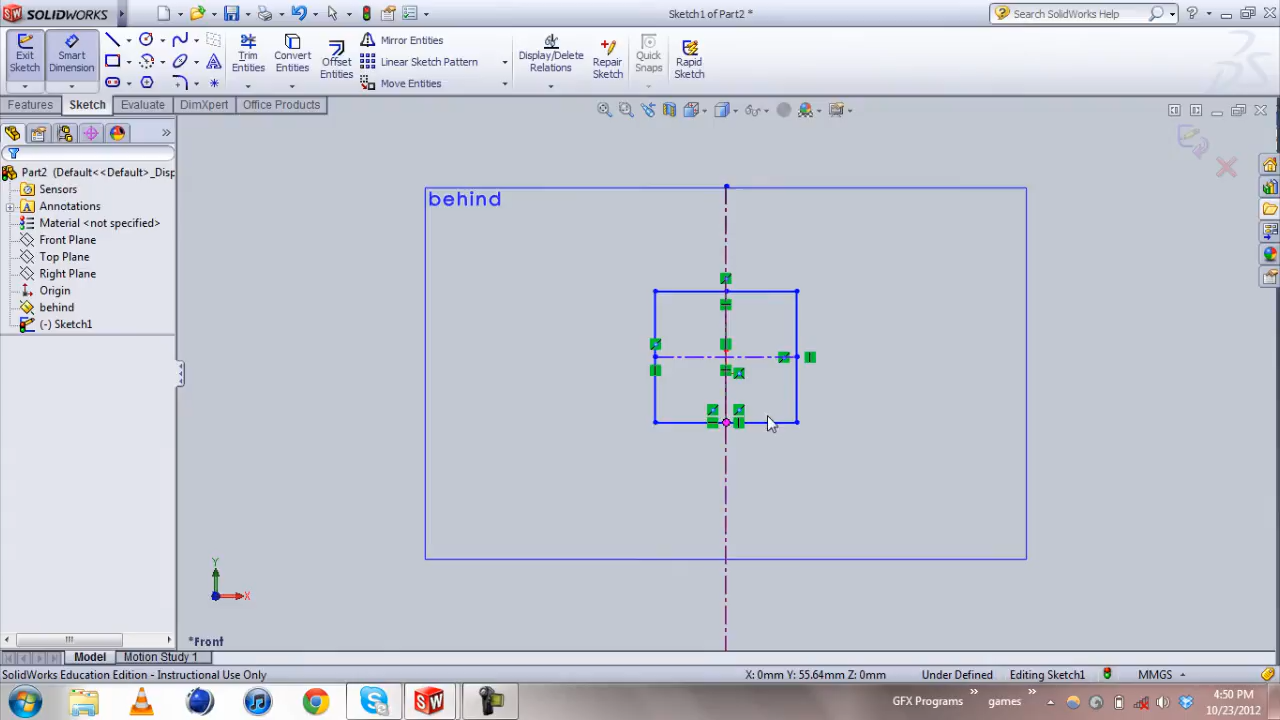 SOLIDWORKS
Sketch1 of Part2 *
Search SolidWorks Help
Exit Sketch
Smart Dimension
Trim Entities
Convert Entities
Offset Entities
Mirror Entities
Linear Sketch Pattern
Move Entities
Display/Delete Relations
Repair Sketch
Quick Snaps
Rapid Sketch
Features
Sketch
Evaluate
DimXpert
Office Products
Part2 (Default<<Default>_Disp
Sensors
Annotations
Material <not specified>
Front Plane
Top Plane
Right Plane
Origin
behind
(-) Sketch1
behind
Y
X
*Front
Model
Motion Study 1
SolidWorks Education Edition - Instructional Use Only
X: 0mm Y: 55.64mm Z: 0mm
Under Defined
Editing Sketch1
MMGS
GFX Programs
games
4:50 PM
10/23/2012